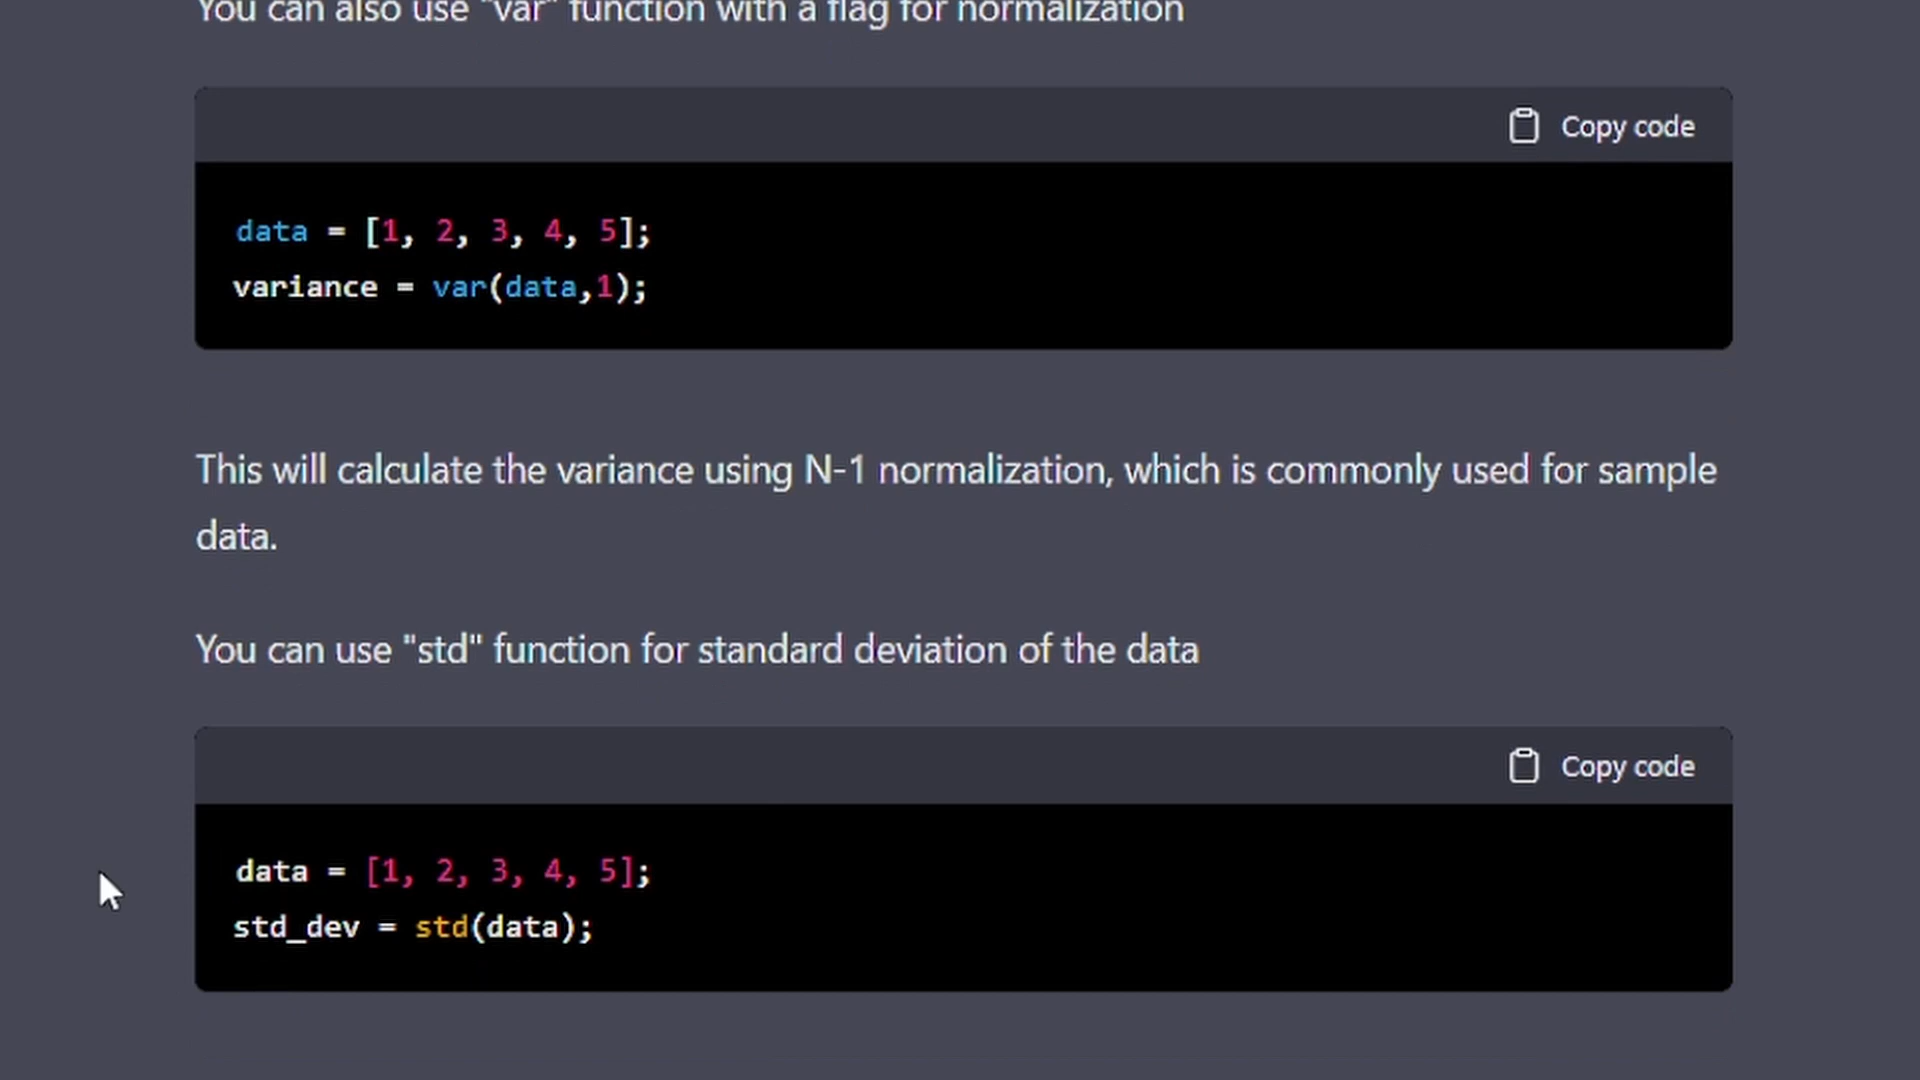 You can also use "var" function with a flag for normalization
Copy code
data = [1, 2, 3, 4, 5];
variance = var(data,1);
This will calculate the variance using N-1 normalization, which is commonly used for sample
data.
You can use "std" function for standard deviation of the data
Copy code
data = [1, 2, 3, 4, 5];
std_dev = std(data);